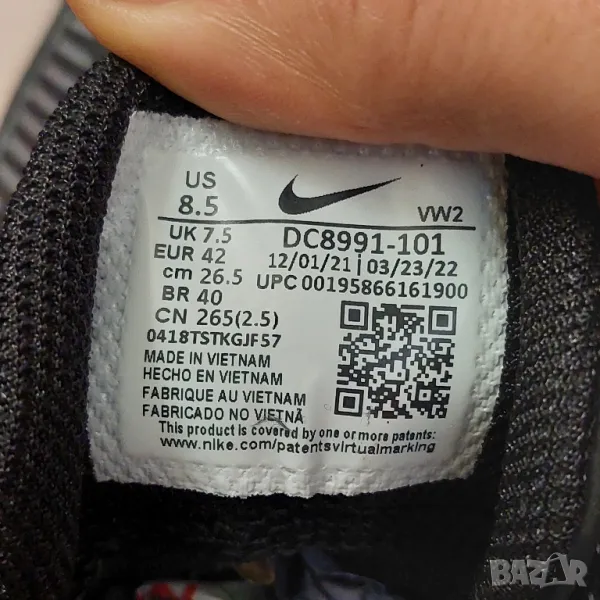 US
8.5
VW2
UK 7.5
DC8991-101
EUR 42
12/01/21 | 03/23/22
cm 26.5
UPC 00195866161900
BR 40
CN 265(2.5)
0418TSTKGJF57
MADE IN VIETNAM
HECHO EN VIETNAM
FABRIQUE AU VIETNAM
FABRICADO NO VIETNÃ
This product is covered by one or more patents:
www.nike.com/patentsvirtualmarking
BAZAR